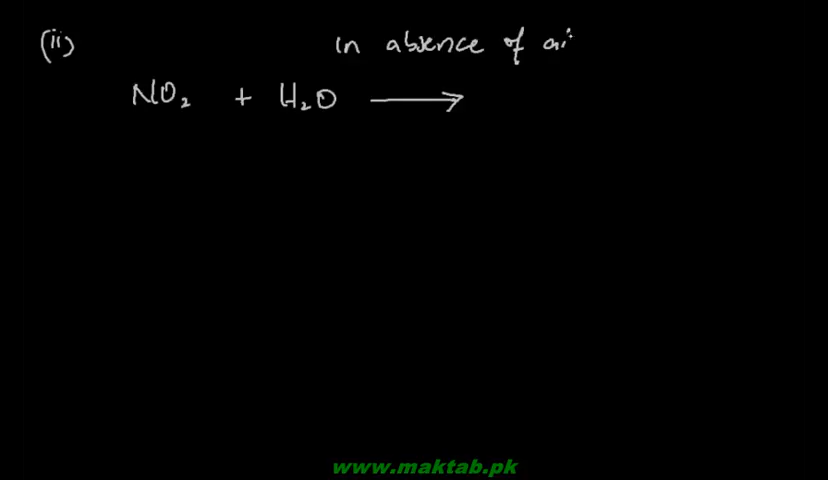 (ii) in absence of ai
NO₂ + H₂O ⟶
www.maktab.pk